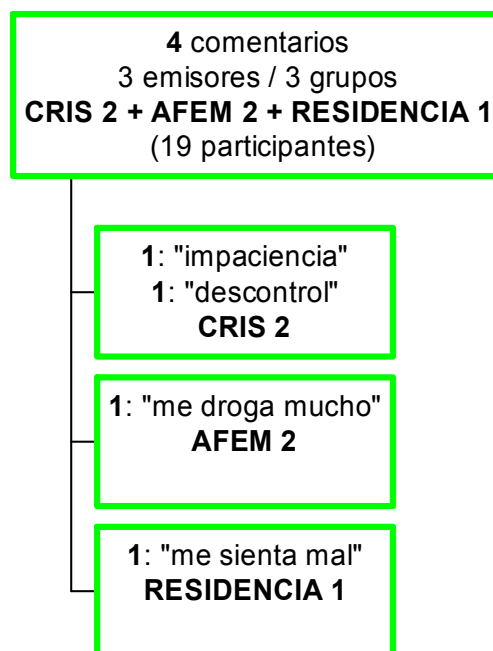 4 comentarios
3 emisores / 3 grupos
CRIS 2 + AFEM 2 + RESIDENCIA 1
(19 participantes)
1: "impaciencia"
1: "descontrol"
CRIS 2
1: "me droga mucho"
AFEM 2
1: "me sienta mal"
RESIDENCIA 1